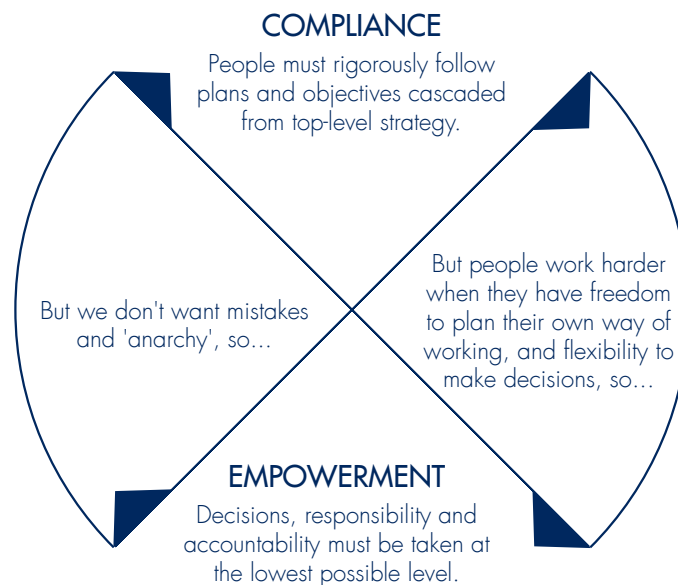 COMPLIANCE
People must rigorously follow
plans and objectives cascaded
from top-level strategy.
But people work harder
when they have freedom
to plan their own way of
working, and flexibility to
make decisions, so...
But we don't want mistakes
and 'anarchy', so...
EMPOWERMENT
Decisions, responsibility and
accountability must be taken at
the lowest possible level.